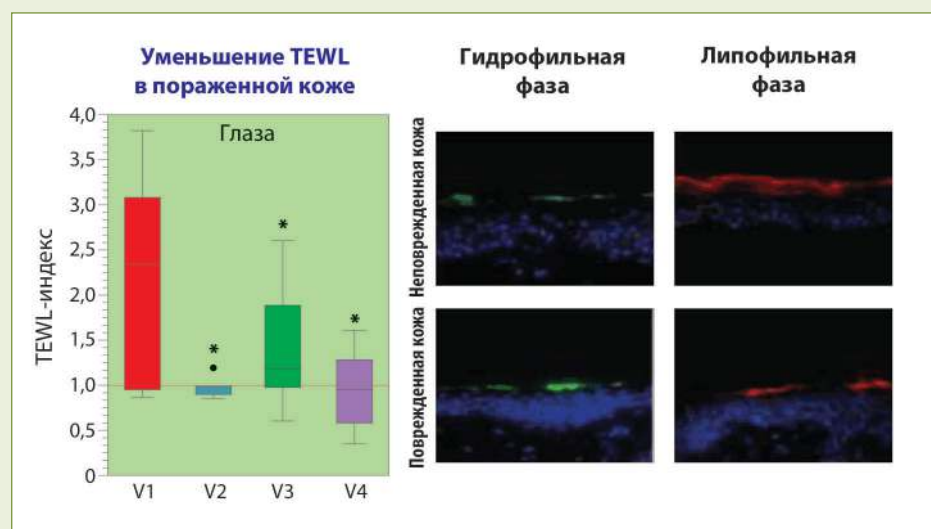 Уменьшение TEWL
в пораженной коже
TEWL-индекс
4,0
3,5
3,0
2,5
2,0
1,5
1,0
0,5
0
Глаза
*
*
*
V1
V2
V3
V4
Гидрофильная
фаза
Липофильная
фаза
Неповрежденная кожа
Поврежденная кожа